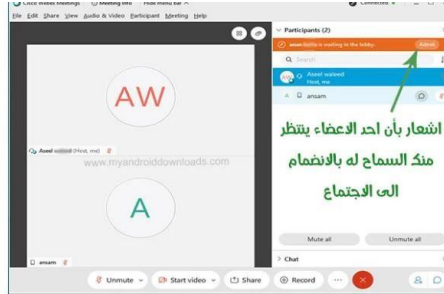 Cisco Webex Meetings
Meeting Info
Hide menu bar
Connected
File Edit Share View Audio & Video Participant Meeting Help
Participants (2)
is waiting in the lobby.
Admit
Search
AW
Aseel waleed
Host, me
A ansam
Aseel (Host, me)
www.myandroiddownloads.com
A
ansam
اشعار بأن احد الاعضاء ينتظر
منك السماح له بالانضمام
الى الاجتماع
Mute all
Unmute all
Chat
Unmute
Start video
Share
Record